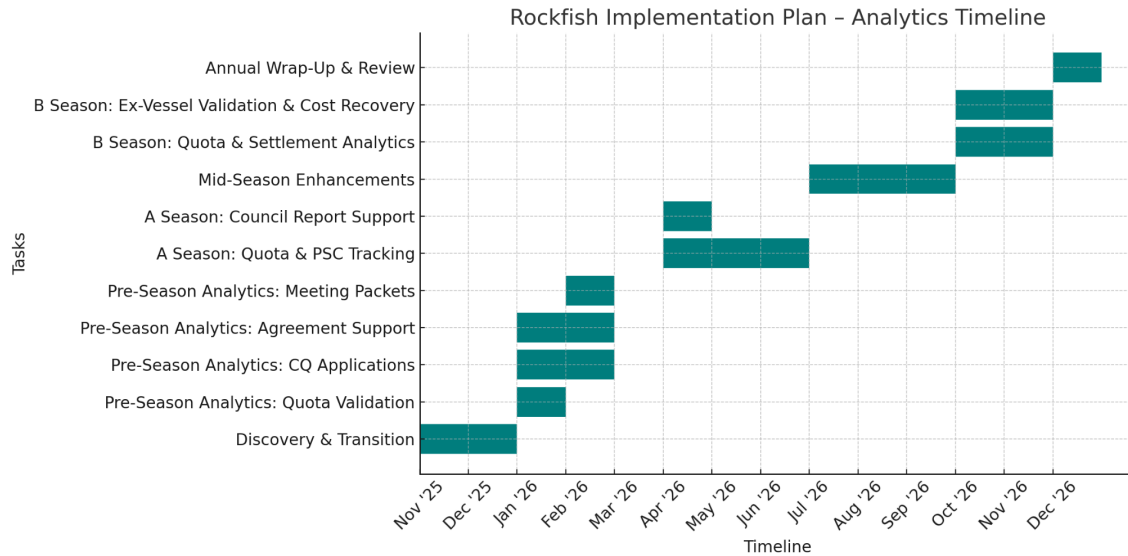 Rockfish Implementation Plan – Analytics Timeline
Tasks
Annual Wrap-Up & Review
B Season: Ex-Vessel Validation & Cost Recovery
B Season: Quota & Settlement Analytics
Mid-Season Enhancements
A Season: Council Report Support
A Season: Quota & PSC Tracking
Pre-Season Analytics: Meeting Packets
Pre-Season Analytics: Agreement Support
Pre-Season Analytics: CQ Applications
Pre-Season Analytics: Quota Validation
Discovery & Transition
Nov '25
Dec '25
Jan '26
Feb '26
Mar '26
Apr '26
May '26
Jun '26
Jul '26
Aug '26
Sep '26
Oct '26
Nov '26
Dec '26
Timeline